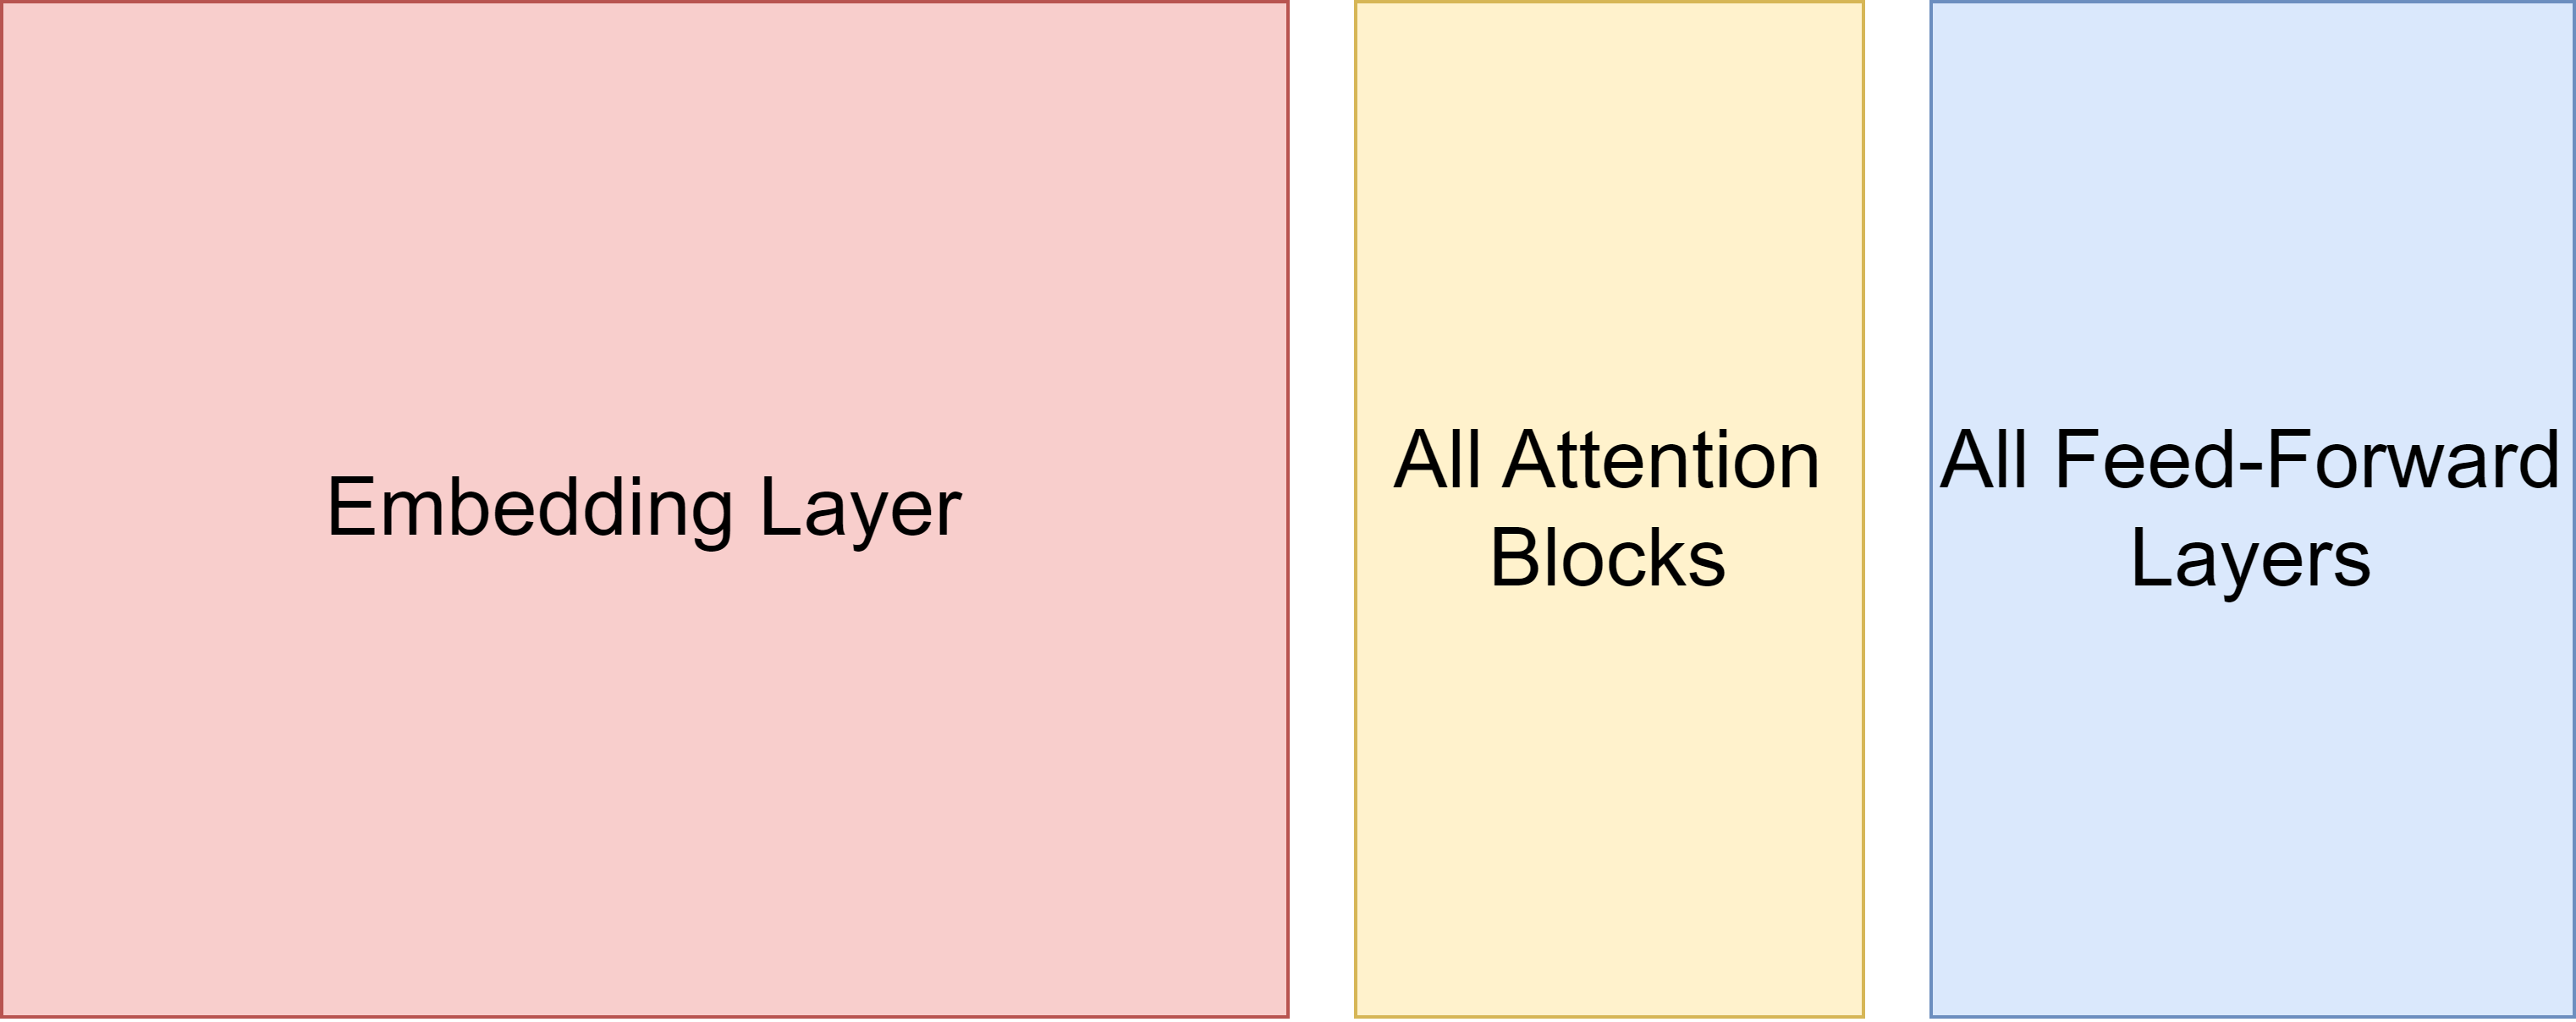 Embedding Layer
All Attention
Blocks
All Feed-Forward
Layers